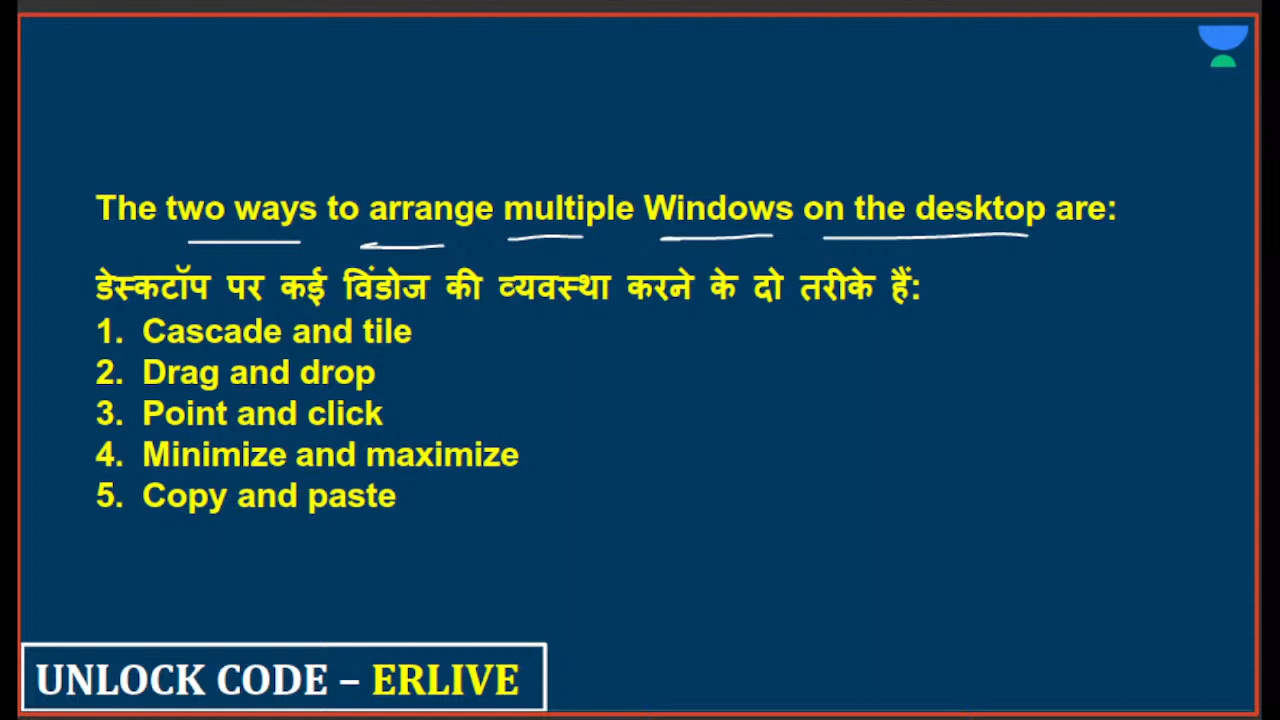 The two ways to arrange multiple Windows on the desktop are:
डेस्कटॉप पर कई विंडोज की व्यवस्था करने के दो तरीके हैं:
1. Cascade and tile
2. Drag and drop
3. Point and click
4. Minimize and maximize
5. Copy and paste
UNLOCK CODE – ERLIVE